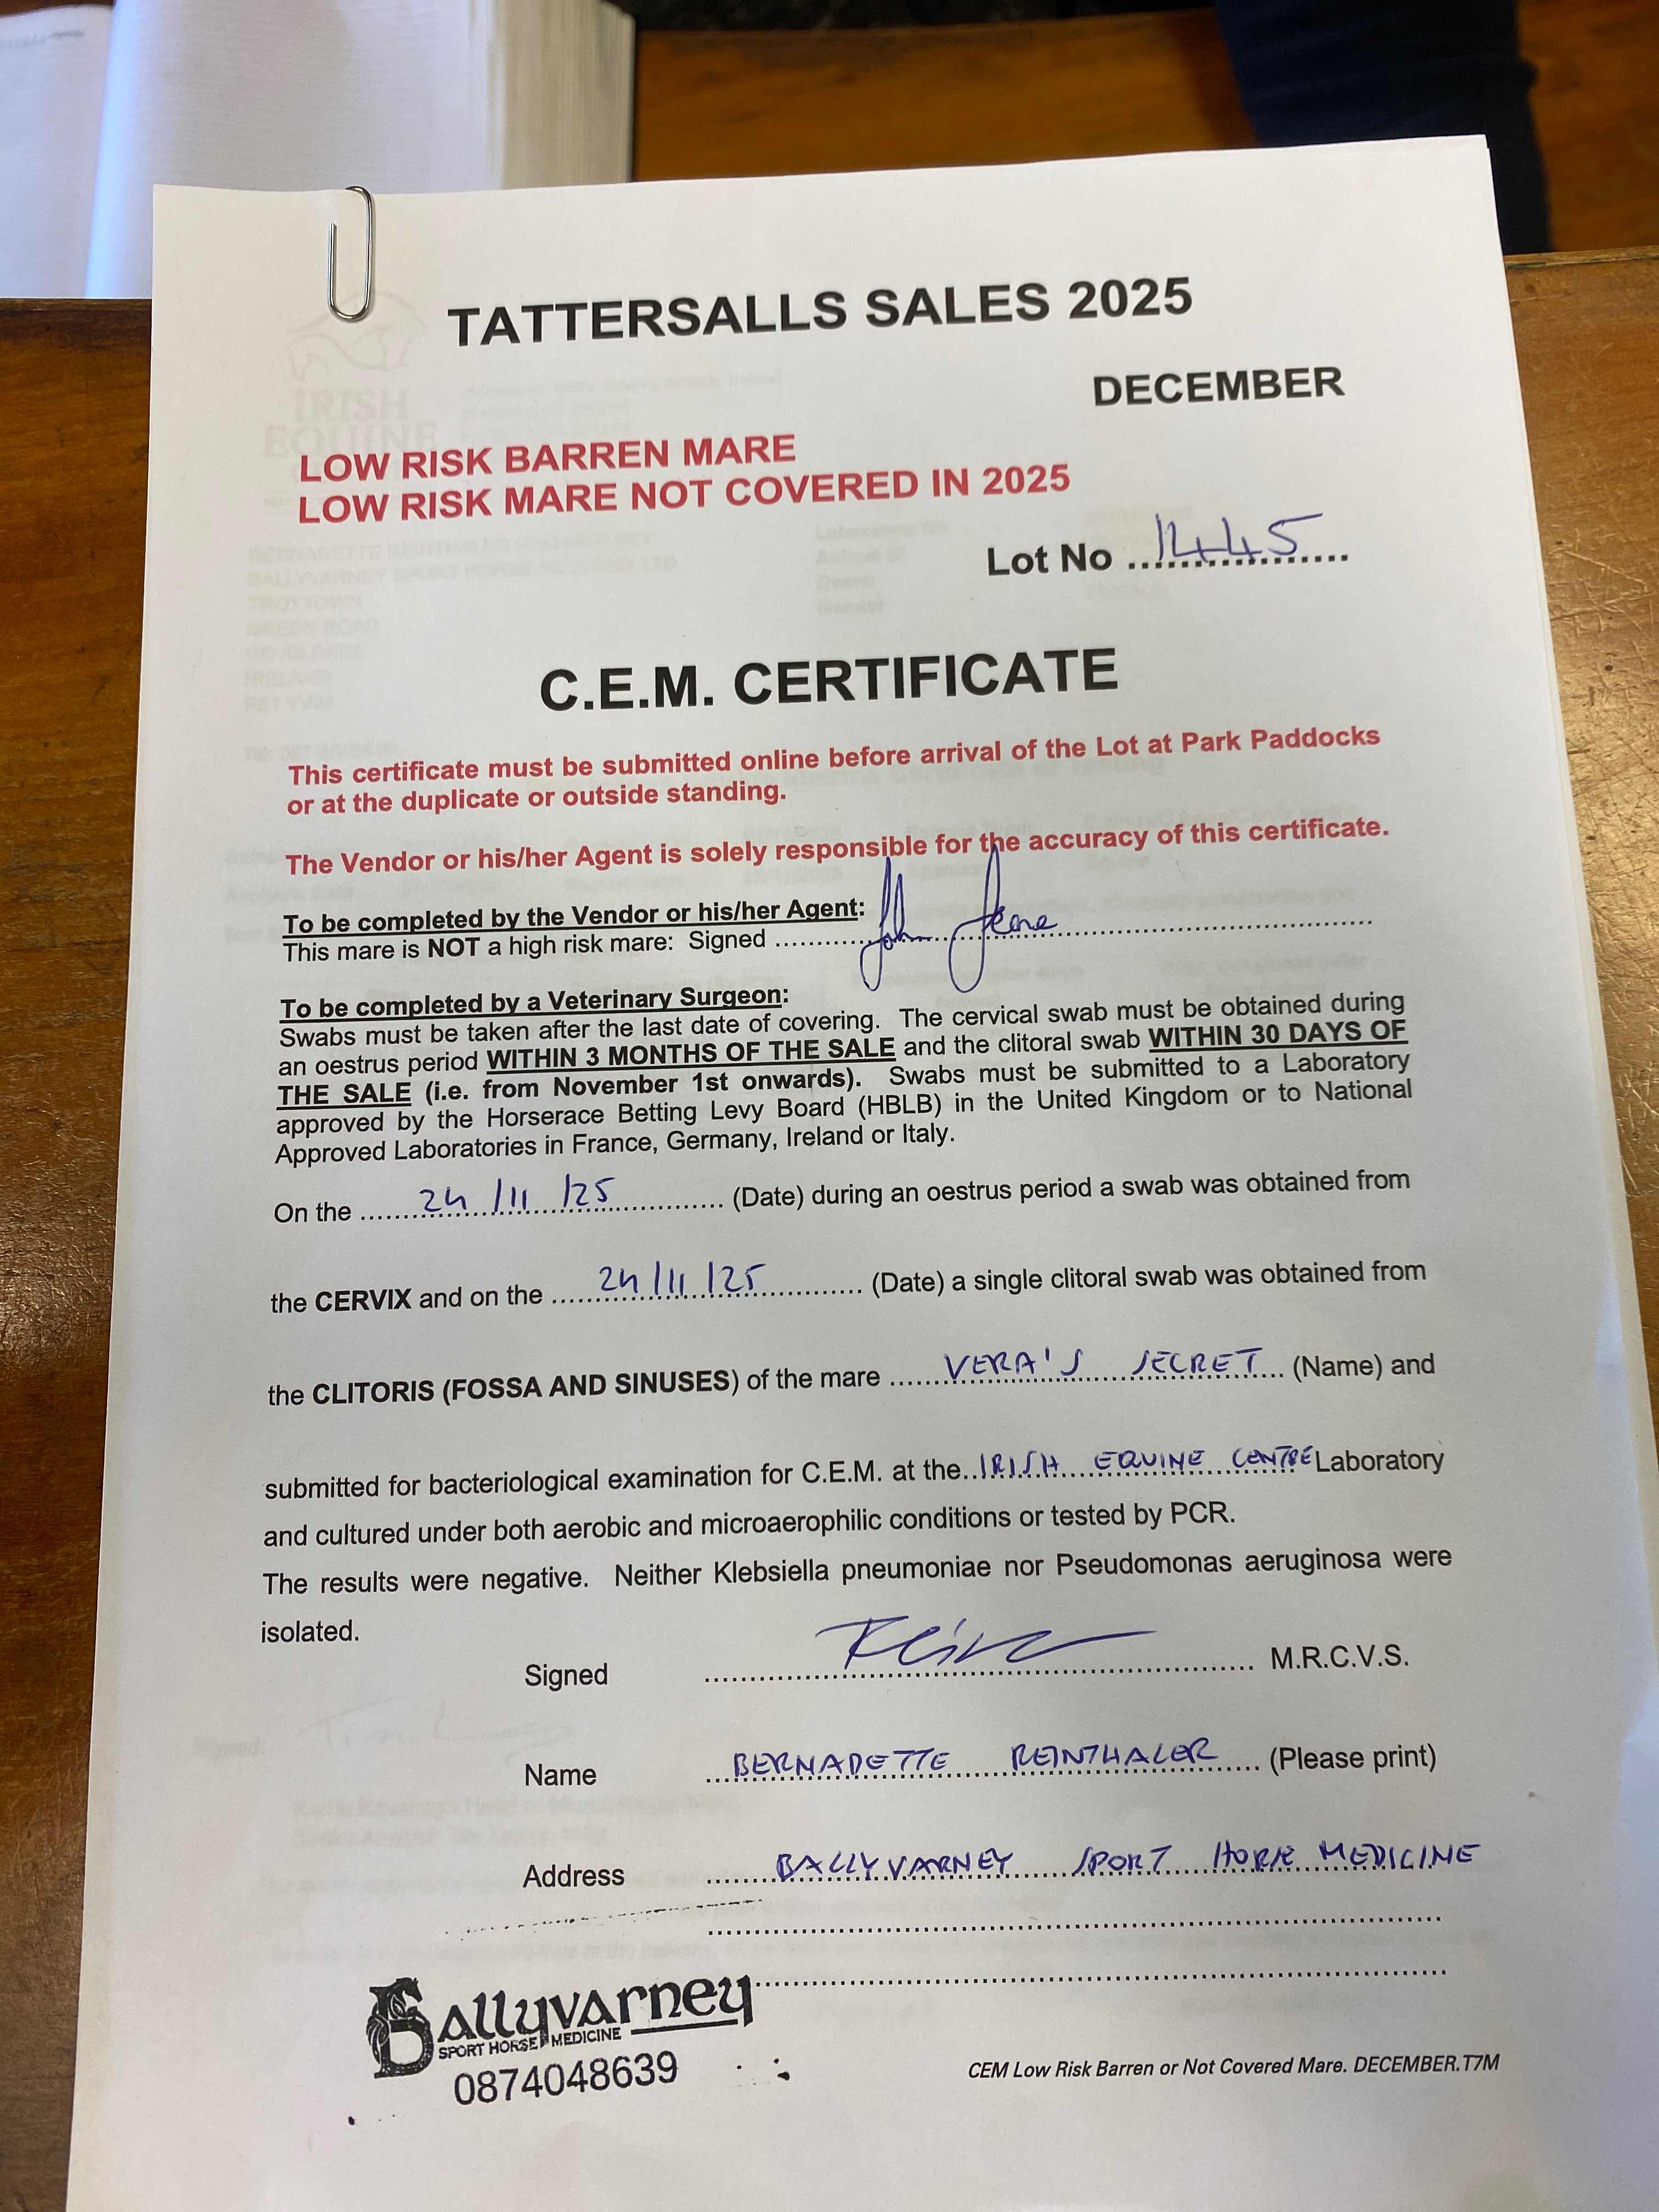 TATTERSALLS SALES 2025
DECEMBER
LOW RISK BARREN MARE
LOW RISK MARE NOT COVERED IN 2025
Lot No 1445
C.E.M. CERTIFICATE
This certificate must be submitted online before arrival of the Lot at Park Paddocks
or at the duplicate or outside standing.
The Vendor or his/her Agent is solely responsible for the accuracy of this certificate.
To be completed by the Vendor or his/her Agent:
This mare is NOT a high risk mare: Signed John
To be completed by a Veterinary Surgeon:
Swabs must be taken after the last date of covering. The cervical swab must be obtained during
an oestrus period WITHIN 3 MONTHS OF THE SALE and the clitoral swab WITHIN 30 DAYS OF
THE SALE (i.e. from November 1st onwards). Swabs must be submitted to a Laboratory
approved by the Horserace Betting Levy Board (HBLB) in the United Kingdom or to National
Approved Laboratories in France, Germany, Ireland or Italy.
On the 24/11/25 (Date) during an oestrus period a swab was obtained from
the CERVIX and on the 24/11/25 (Date) a single clitoral swab was obtained from
the CLITORIS (FOSSA AND SINUSES) of the mare VERA'S SECRET (Name) and
submitted for bacteriological examination for C.E.M. at the IRISH EQUINE CENTRE Laboratory
and cultured under both aerobic and microaerophilic conditions or tested by PCR.
The results were negative. Neither Klebsiella pneumoniae nor Pseudomonas aeruginosa were
isolated.
Signed M.R.C.V.S.
Name BERNADETTE REINTHALER (Please print)
Address BALLYVARNEY SPORT HORSE MEDICINE
Ballyvarney
SPORT HORSE MEDICINE
0874048639
CEM Low Risk Barren or Not Covered Mare. DECEMBER.T7M